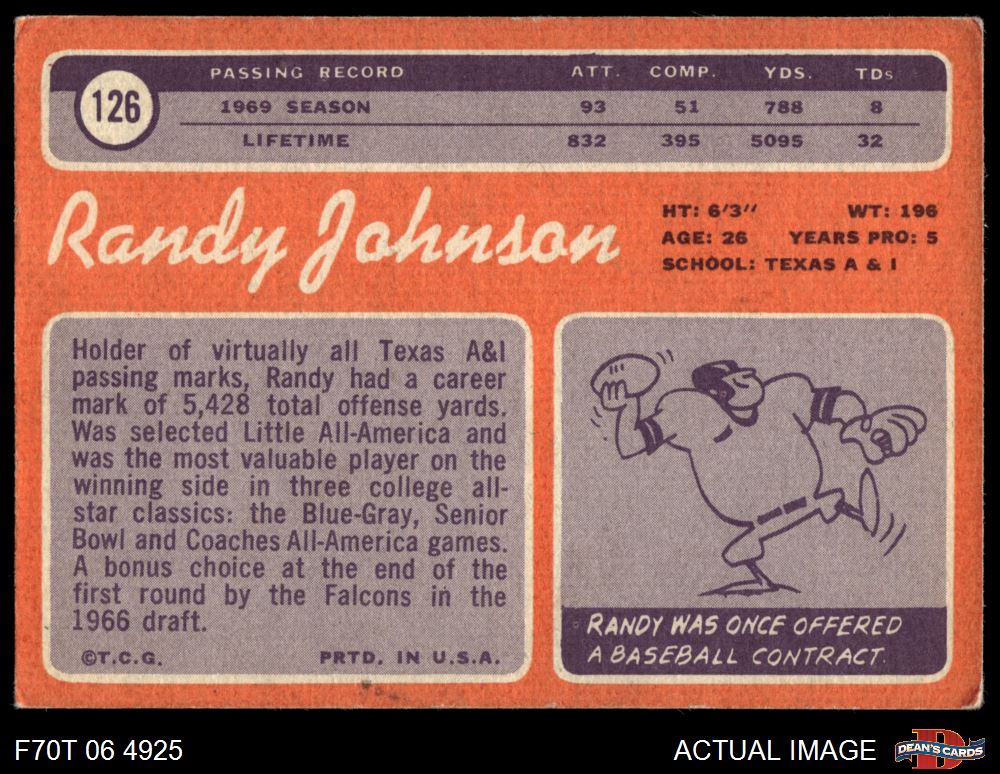 126
PASSING RECORD ATT. COMP. YDS. TDs
1969 SEASON 93 51 788 8
LIFETIME 832 395 5095 32
Randy Johnson
HT: 6'3" WT: 196
AGE: 26 YEARS PRO: 5
SCHOOL: TEXAS A & I
Holder of virtually all Texas A&I
passing marks, Randy had a career
mark of 5,428 total offense yards.
Was selected Little All-America and
was the most valuable player on the
winning side in three college all-
star classics: the Blue-Gray, Senior
Bowl and Coaches All-America games.
A bonus choice at the end of the
first round by the Falcons in the
1966 draft.
©T.C.G. PRTD. IN U.S.A.
RANDY WAS ONCE OFFERED
A BASEBALL CONTRACT.
F70T 06 4925
ACTUAL IMAGE
D
DEAN'S CARDS